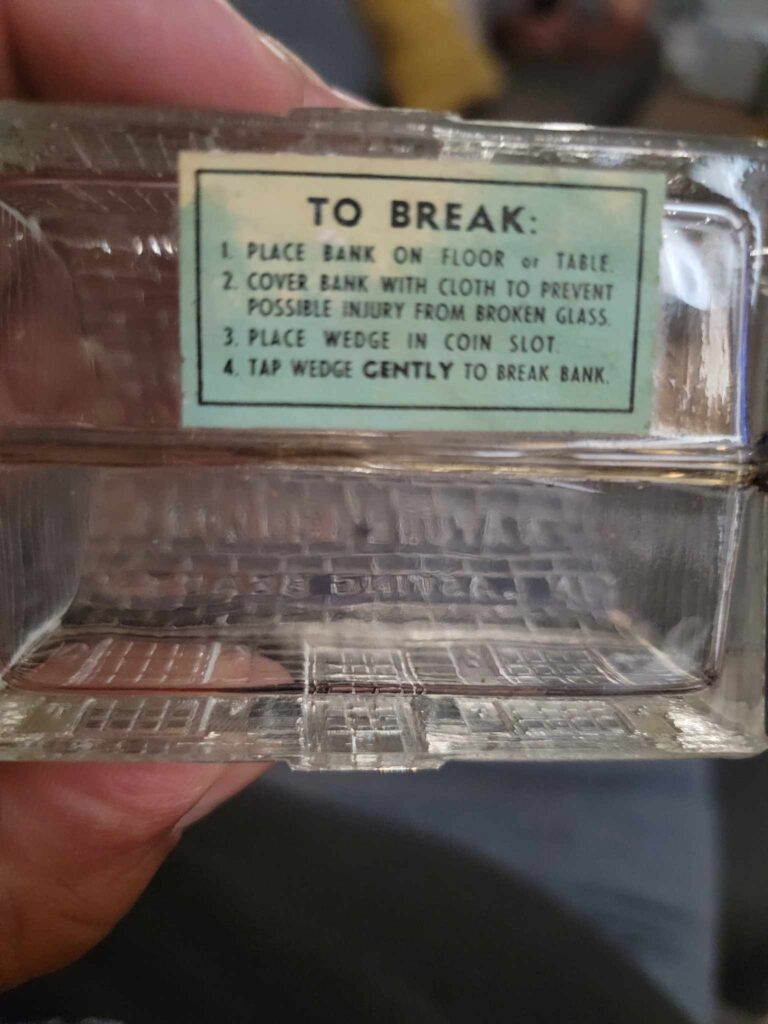 TO BREAK:
1. PLACE BANK ON FLOOR or TABLE.
2. COVER BANK WITH CLOTH TO PREVENT
POSSIBLE INJURY FROM BROKEN GLASS.
3. PLACE WEDGE IN COIN SLOT.
4. TAP WEDGE GENTLY TO BREAK BANK.